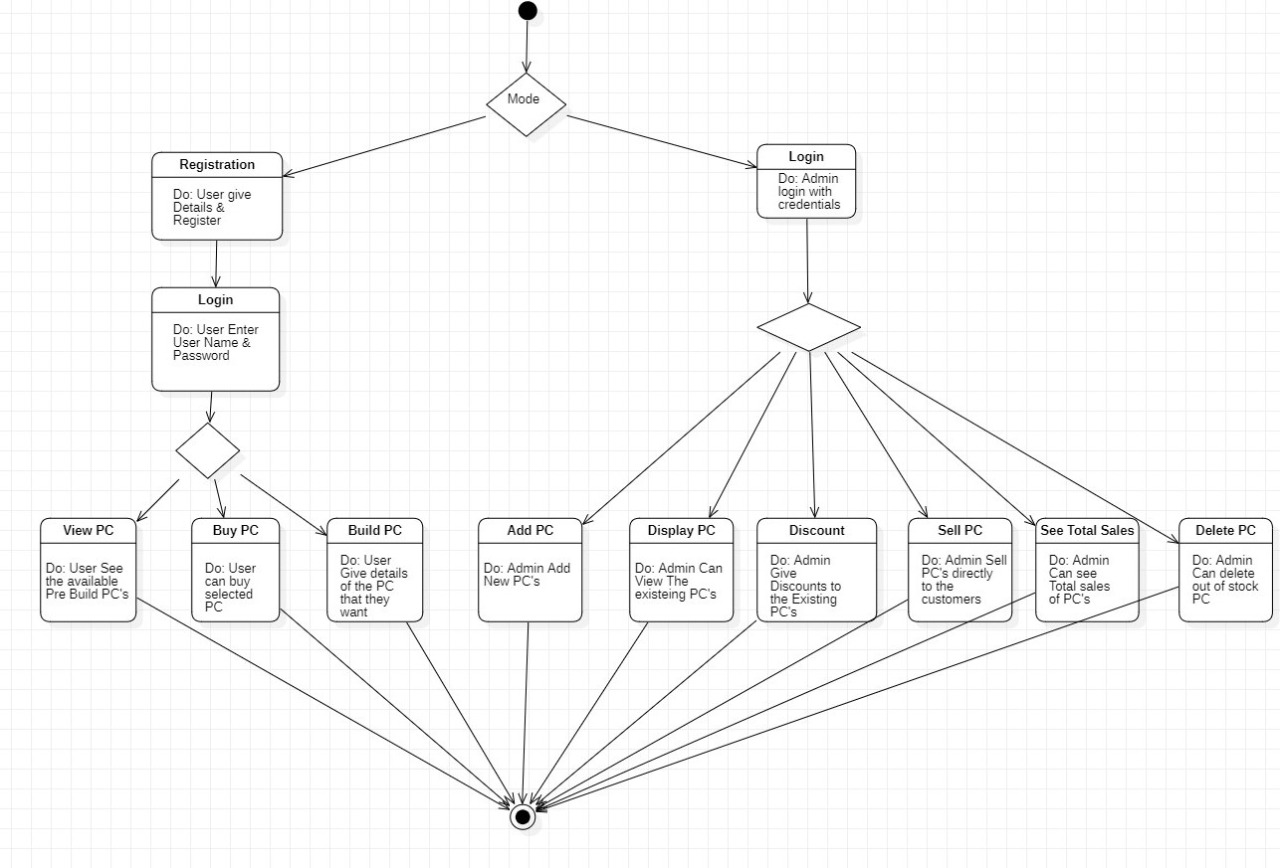 Mode
Registration
Do: User give
Details &
Register
Login
Do: Admin
login with
credentials
Login
Do: User Enter
User Name &
Password
View PC
Do: User See
the available
Pre Build PC's
Buy PC
Do: User
can buy
selected
PC
Build PC
Do: User
Give details
of the PC
that they
want
Add PC
Do: Admin Add
New PC's
Display PC
Do: Admin Can
View The
existeing PC's
Discount
Do: Admin
Give
Discounts to
the Existing
PC's
Sell PC
Do: Admin Sell
PC's directly
to the
customers
See Total Sales
Do: Admin
Can see
Total sales
of PC's
Delete PC
Do: Admin
Can delete
out of stock
PC